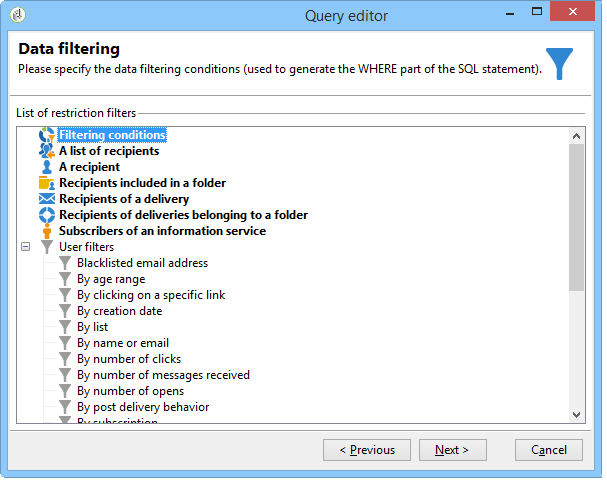 Query editor
Data filtering
Please specify the data filtering conditions (used to generate the WHERE part of the SQL statement).
List of restriction filters
Filtering conditions
A list of recipients
A recipient
Recipients included in a folder
Recipients of a delivery
Recipients of deliveries belonging to a folder
Subscribers of an information service
User filters
Blacklisted email address
By age range
By clicking on a specific link
By creation date
By list
By name or email
By number of clicks
By number of messages received
By number of opens
By post delivery behavior
By subscription
< Previous Next > Cancel